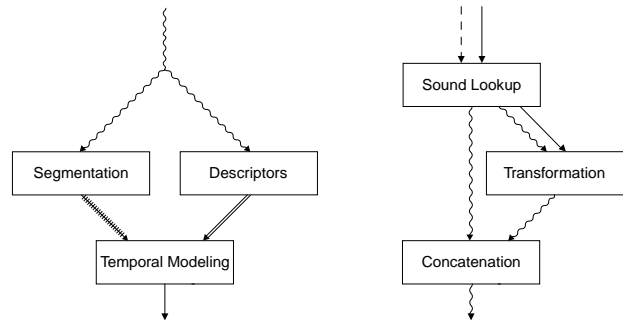 Sound Lookup
Segmentation
Descriptors
Transformation
Temporal Modeling
Concatenation